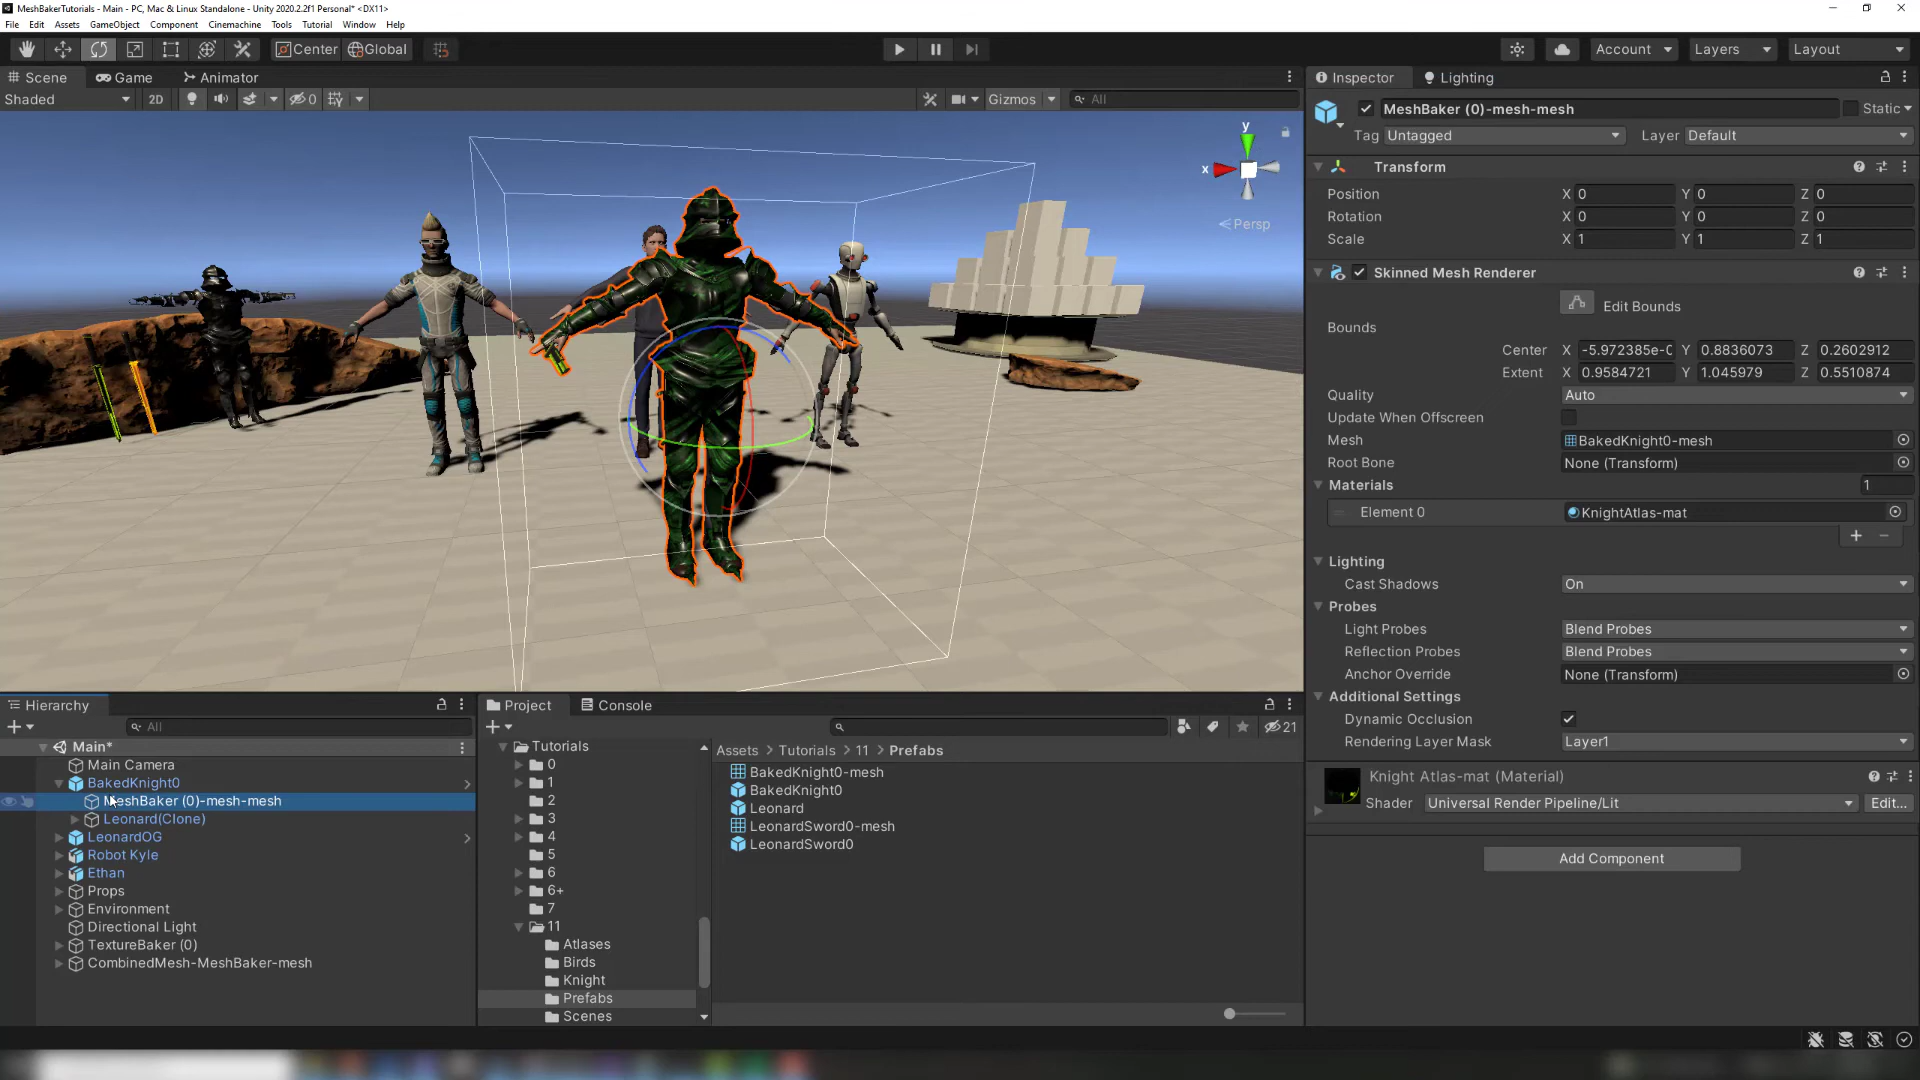 MeshBakerTutorials - Main - PC, Mac & Linux Standalone - Unity 2020.2.2f1 Personal* <DX11>
File Edit Assets GameObject Component Cinemachine Tools Tutorial Window Help
Center Global Account Layers Layout
Scene Game Animator
Shaded 2D 0 Gizmos All
y
x
Persp
Inspector Lighting
MeshBaker (0)-mesh-mesh Static
Tag Untagged Layer Default
Transform
Position X 0 Y 0 Z 0
Rotation X 0 Y 0 Z 0
Scale X 1 Y 1 Z 1
Skinned Mesh Renderer
Edit Bounds
Bounds
Center X -5.972385e-0 Y 0.8836073 Z 0.2602912
Extent X 0.9584721 Y 1.045979 Z 0.5510874
Quality Auto
Update When Offscreen
Mesh BakedKnight0-mesh
Root Bone None (Transform)
Materials 1
Element 0 KnightAtlas-mat
Lighting
Cast Shadows On
Probes
Light Probes Blend Probes
Reflection Probes Blend Probes
Anchor Override None (Transform)
Additional Settings
Dynamic Occlusion
Rendering Layer Mask Layer1
Knight Atlas-mat (Material)
Shader Universal Render Pipeline/Lit Edit...
Add Component
Hierarchy
All
Main*
Main Camera
BakedKnight0
MeshBaker (0)-mesh-mesh
Leonard(Clone)
LeonardOG
Robot Kyle
Ethan
Props
Environment
Directional Light
TextureBaker (0)
CombinedMesh-MeshBaker-mesh
Project Console
21
Tutorials
0
1
2
3
4
5
6
6+
7
11
Atlases
Birds
Knight
Prefabs
Scenes
Assets > Tutorials > 11 > Prefabs
BakedKnight0-mesh
BakedKnight0
Leonard
LeonardSword0-mesh
LeonardSword0